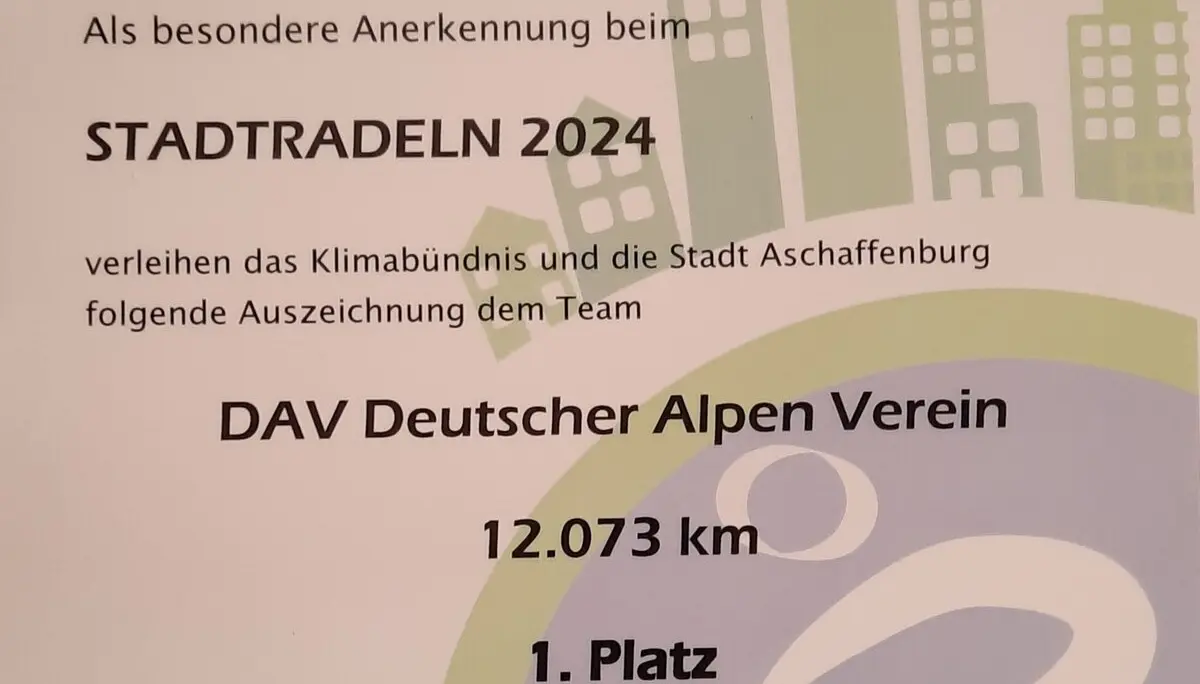 Als besondere Anerkennung beim
STADTRADELN 2024
verleihen das Klimabündnis und die Stadt Aschaffenburg
folgende Auszeichnung dem Team
DAV Deutscher Alpen Verein
12.073 km
1. Platz